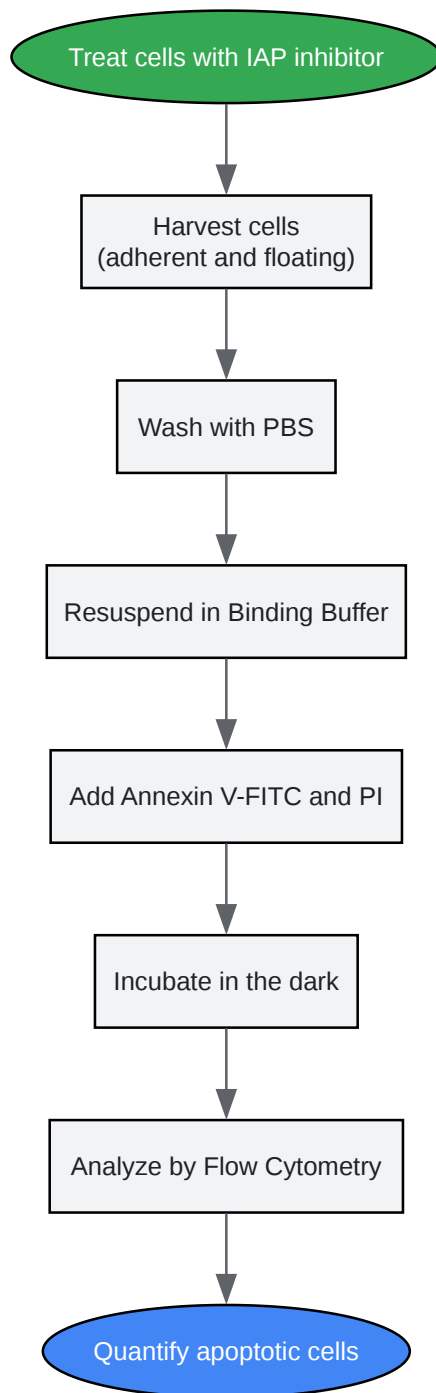 Treat cells with IAP inhibitor
Harvest cells
(adherent and floating)
Wash with PBS
Resuspend in Binding Buffer
Add Annexin V-FITC and PI
Incubate in the dark
Analyze by Flow Cytometry
Quantify apoptotic cells